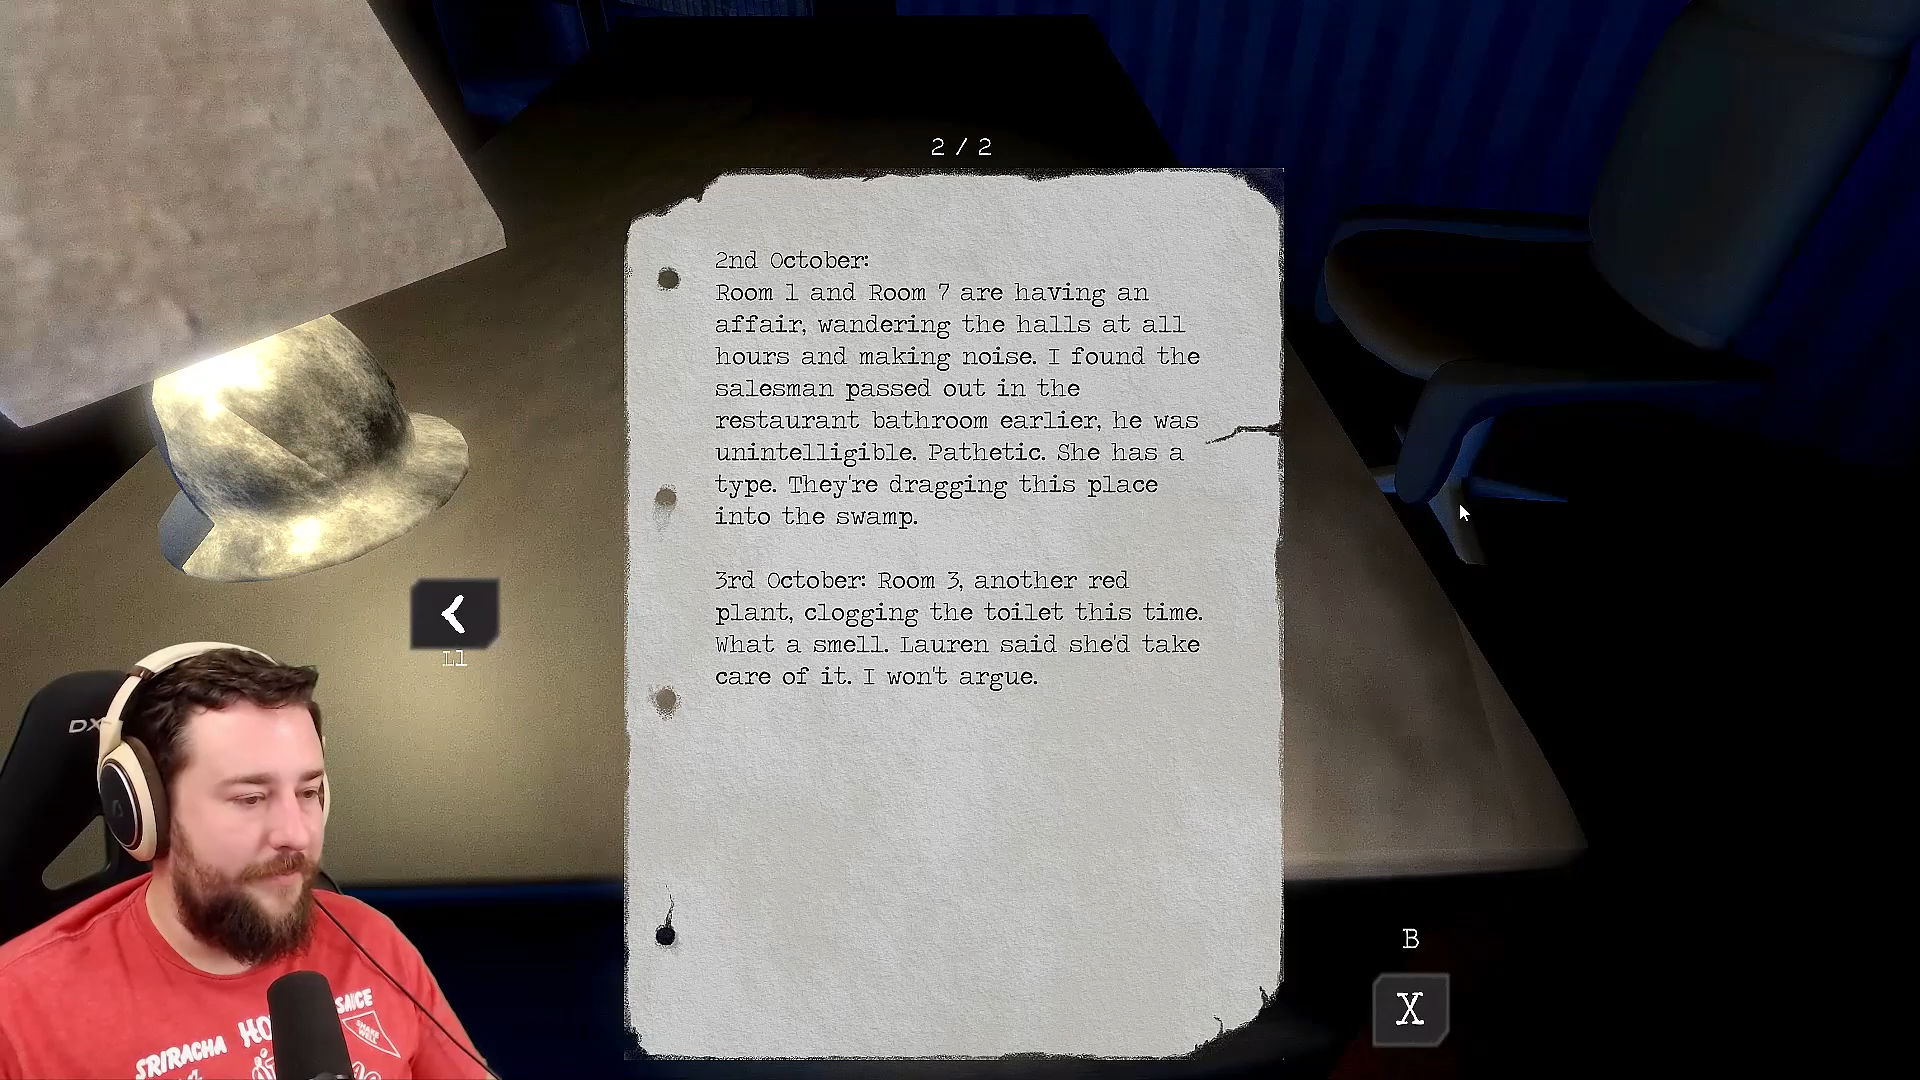 2 / 2
2nd October:
Room 1 and Room 7 are having an
affair, wandering the halls at all
hours and making noise. I found the
salesman passed out in the
restaurant bathroom earlier, he was
unintelligible. Pathetic. She has a
type. They're dragging this place
into the swamp.
3rd October: Room 3, another red
plant, clogging the toilet this time.
What a smell. Lauren said she'd take
care of it. I won't argue.
B
X
DX
SRIRACHA
SAUCE
SHAKE
WELL